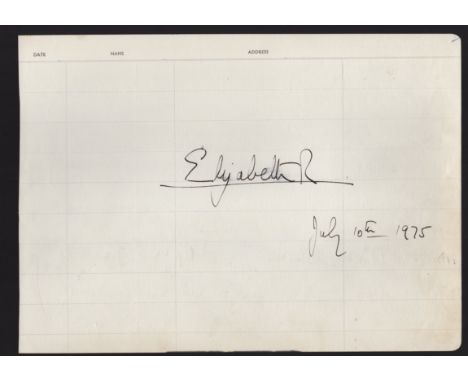 DATE NAME ADDRESS
Elizabeth R
July 10th 1975